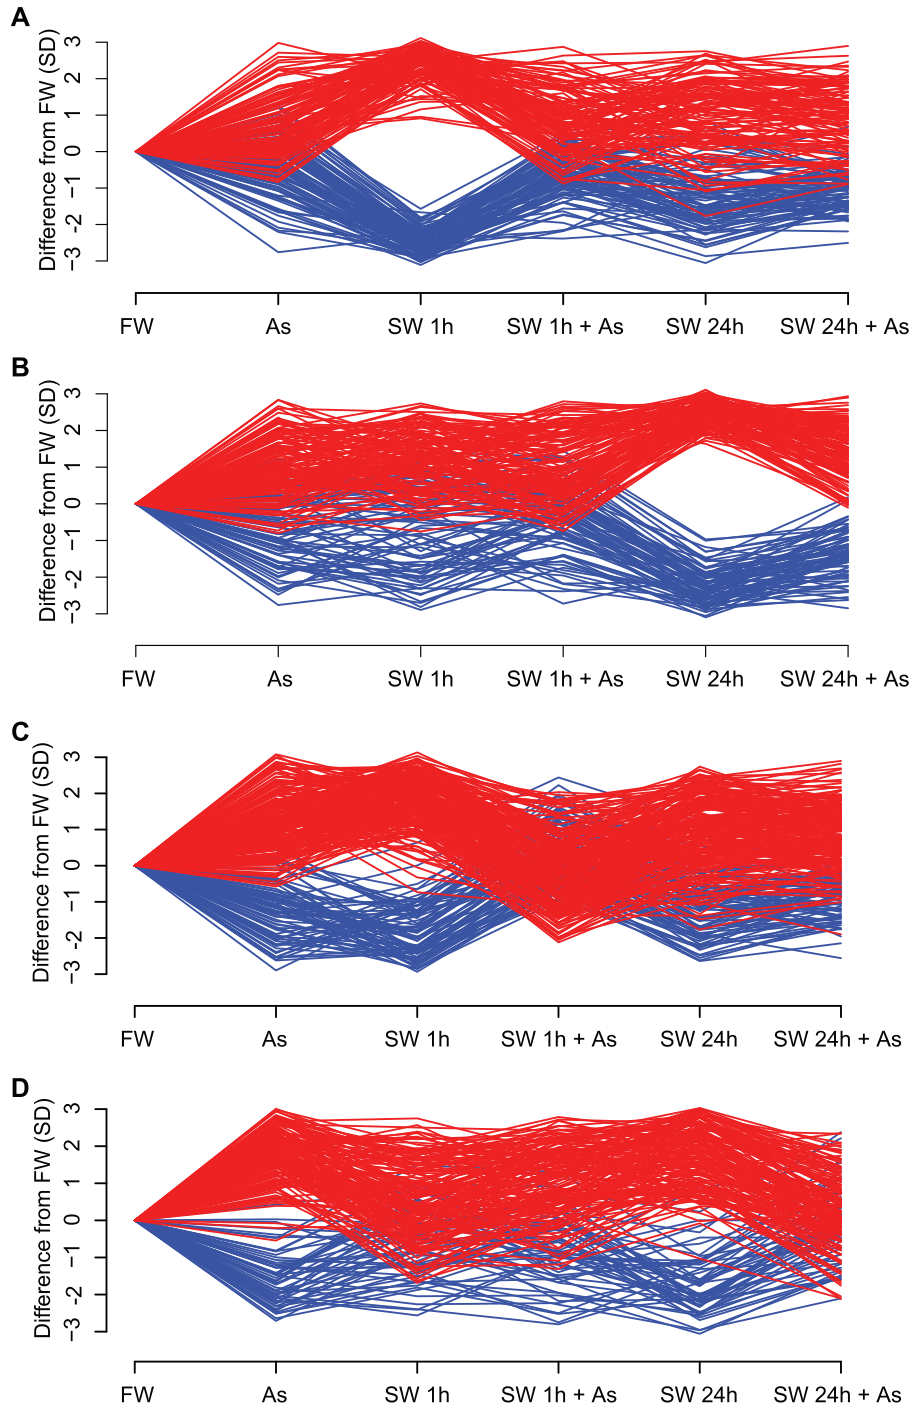 A
Difference from FW (SD)
3
2
1
0
−1
−2
−3
FW As SW 1h SW 1h + As SW 24h SW 24h + As
B
Difference from FW (SD)
3
2
1
0
−1
−2
−3
FW As SW 1h SW 1h + As SW 24h SW 24h + As
C
Difference from FW (SD)
3
2
1
0
−1
−2
−3
FW As SW 1h SW 1h + As SW 24h SW 24h + As
D
Difference from FW (SD)
3
2
1
0
−1
−2
−3
FW As SW 1h SW 1h + As SW 24h SW 24h + As